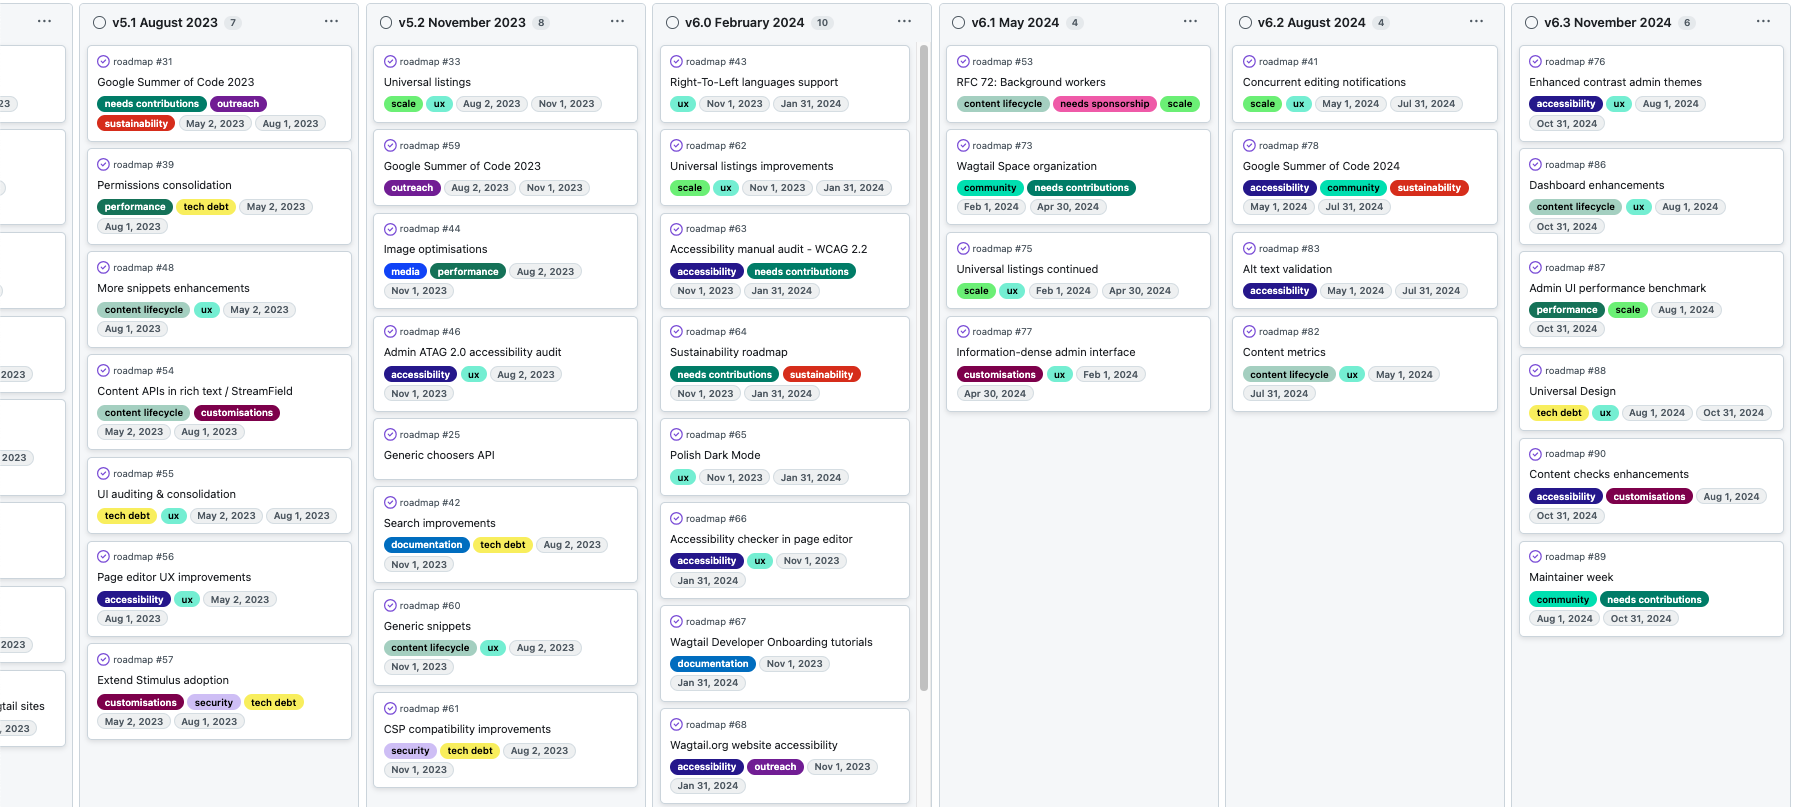 23
2023
2023
2023
gtail sites
, 2023
v5.1 August 2023 7
roadmap #31
Google Summer of Code 2023
needs contributions outreach
sustainability May 2, 2023 Aug 1, 2023
roadmap #39
Permissions consolidation
performance tech debt May 2, 2023
Aug 1, 2023
roadmap #48
More snippets enhancements
content lifecycle ux May 2, 2023
Aug 1, 2023
roadmap #54
Content APIs in rich text / StreamField
content lifecycle customisations
May 2, 2023 Aug 1, 2023
roadmap #55
UI auditing & consolidation
tech debt ux May 2, 2023 Aug 1, 2023
roadmap #56
Page editor UX improvements
accessibility ux May 2, 2023
Aug 1, 2023
roadmap #57
Extend Stimulus adoption
customisations security tech debt
May 2, 2023 Aug 1, 2023
v5.2 November 2023 8
roadmap #33
Universal listings
scale ux Aug 2, 2023 Nov 1, 2023
roadmap #59
Google Summer of Code 2023
outreach Aug 2, 2023 Nov 1, 2023
roadmap #44
Image optimisations
media performance Aug 2, 2023
Nov 1, 2023
roadmap #46
Admin ATAG 2.0 accessibility audit
accessibility ux Aug 2, 2023
Nov 1, 2023
roadmap #25
Generic choosers API
roadmap #42
Search improvements
documentation tech debt Aug 2, 2023
Nov 1, 2023
roadmap #60
Generic snippets
content lifecycle ux Aug 2, 2023
Nov 1, 2023
roadmap #61
CSP compatibility improvements
security tech debt Aug 2, 2023
Nov 1, 2023
v6.0 February 2024 10
roadmap #43
Right-To-Left languages support
ux Nov 1, 2023 Jan 31, 2024
roadmap #62
Universal listings improvements
scale ux Nov 1, 2023 Jan 31, 2024
roadmap #63
Accessibility manual audit - WCAG 2.2
accessibility needs contributions
Nov 1, 2023 Jan 31, 2024
roadmap #64
Sustainability roadmap
needs contributions sustainability
Nov 1, 2023 Jan 31, 2024
roadmap #65
Polish Dark Mode
ux Nov 1, 2023 Jan 31, 2024
roadmap #66
Accessibility checker in page editor
accessibility ux Nov 1, 2023
Jan 31, 2024
roadmap #67
Wagtail Developer Onboarding tutorials
documentation Nov 1, 2023
Jan 31, 2024
roadmap #68
Wagtail.org website accessibility
accessibility outreach Nov 1, 2023
Jan 31, 2024
v6.1 May 2024 4
roadmap #53
RFC 72: Background workers
content lifecycle needs sponsorship scale
roadmap #73
Wagtail Space organization
community needs contributions
Feb 1, 2024 Apr 30, 2024
roadmap #75
Universal listings continued
scale ux Feb 1, 2024 Apr 30, 2024
roadmap #77
Information-dense admin interface
customisations ux Feb 1, 2024
Apr 30, 2024
v6.2 August 2024 4
roadmap #41
Concurrent editing notifications
scale ux May 1, 2024 Jul 31, 2024
roadmap #78
Google Summer of Code 2024
accessibility community sustainability
May 1, 2024 Jul 31, 2024
roadmap #83
Alt text validation
accessibility May 1, 2024 Jul 31, 2024
roadmap #82
Content metrics
content lifecycle ux May 1, 2024
Jul 31, 2024
v6.3 November 2024 6
roadmap #76
Enhanced contrast admin themes
accessibility ux Aug 1, 2024
Oct 31, 2024
roadmap #86
Dashboard enhancements
content lifecycle ux Aug 1, 2024
Oct 31, 2024
roadmap #87
Admin UI performance benchmark
performance scale Aug 1, 2024
Oct 31, 2024
roadmap #88
Universal Design
tech debt ux Aug 1, 2024 Oct 31, 2024
roadmap #90
Content checks enhancements
accessibility customisations Aug 1, 2024
Oct 31, 2024
roadmap #89
Maintainer week
community needs contributions
Aug 1, 2024 Oct 31, 2024